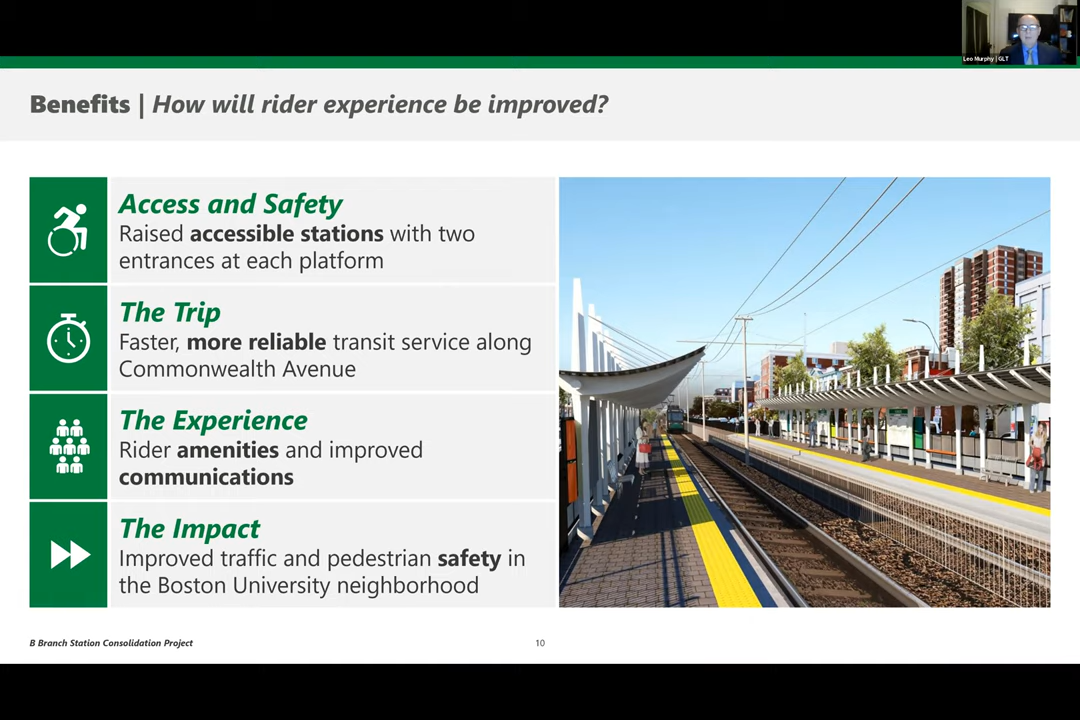 Leo Murphy | GLT
Benefits | How will rider experience be improved?
Access and Safety
Raised accessible stations with two
entrances at each platform
The Trip
Faster, more reliable transit service along
Commonwealth Avenue
The Experience
Rider amenities and improved
communications
The Impact
Improved traffic and pedestrian safety in
the Boston University neighborhood
B Branch Station Consolidation Project
10